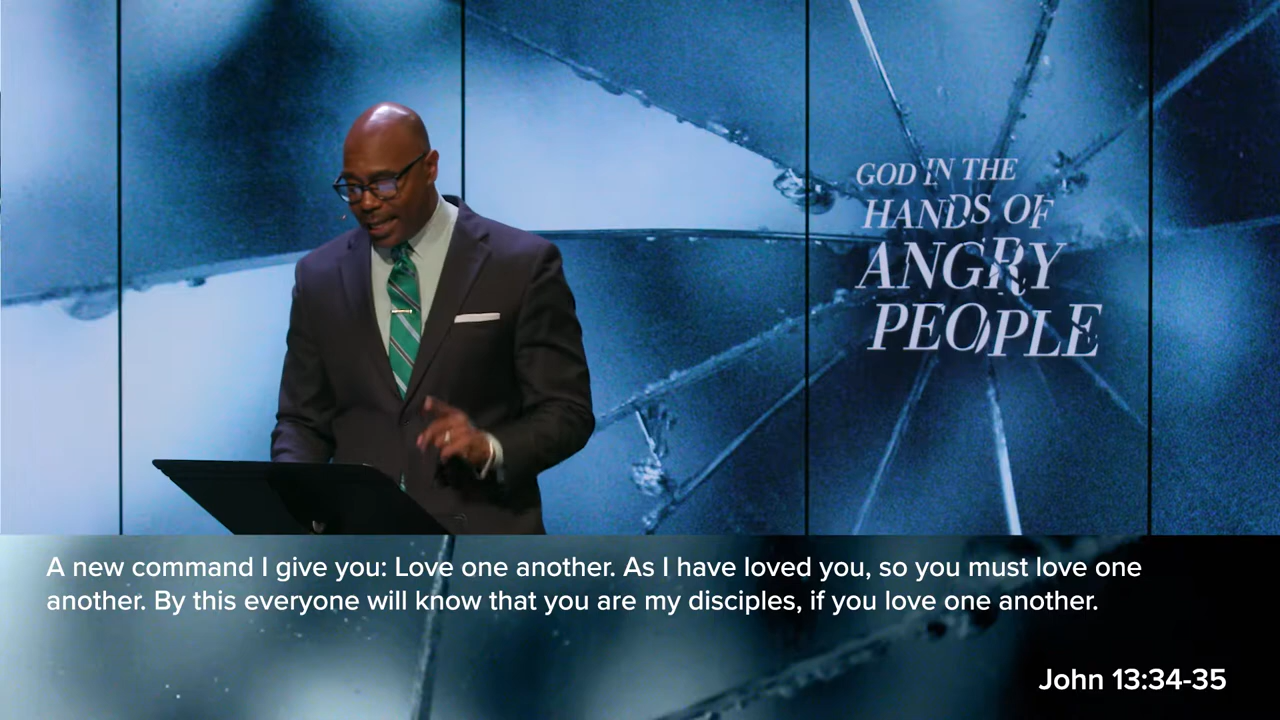 GOD IN THE
HANDS OF
ANGRY
PEOPLE
A new command I give you: Love one another. As I have loved you, so you must love one
another. By this everyone will know that you are my disciples, if you love one another.
John 13:34-35